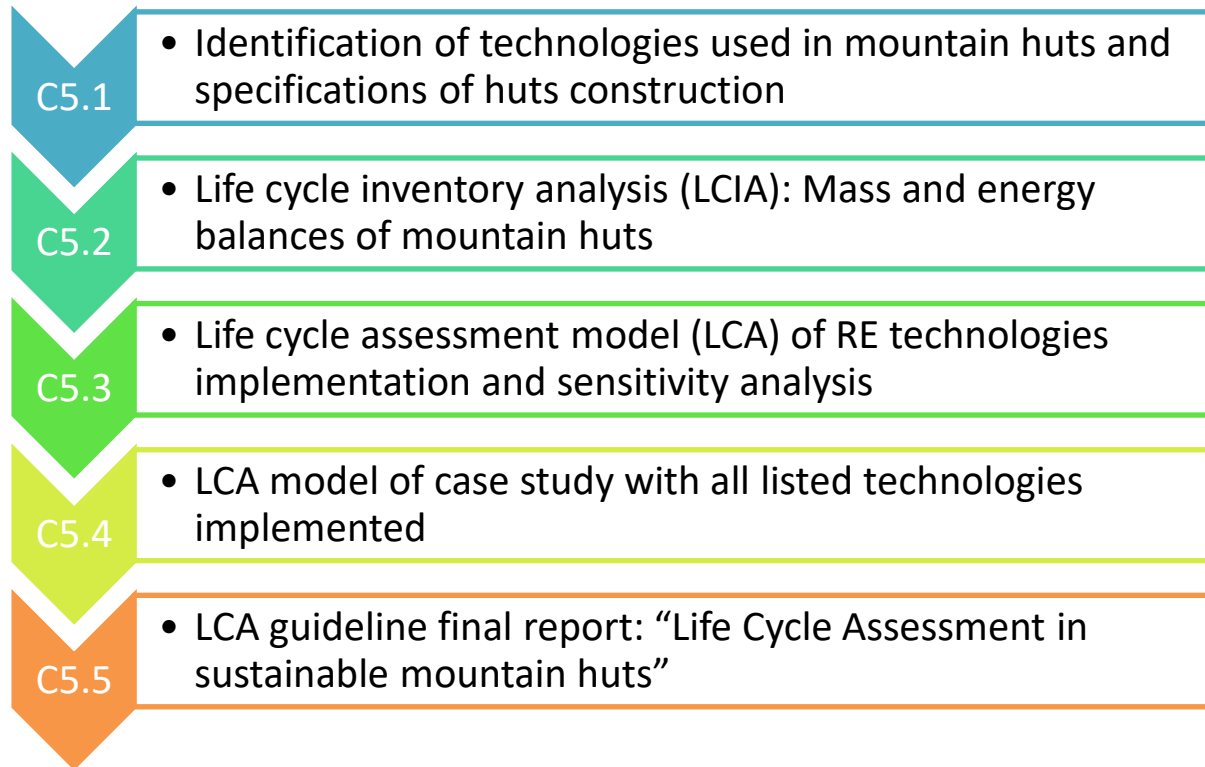 C5.1
• Identification of technologies used in mountain huts and
specifications of huts construction
C5.2
• Life cycle inventory analysis (LCIA): Mass and energy
balances of mountain huts
C5.3
• Life cycle assessment model (LCA) of RE technologies
implementation and sensitivity analysis
C5.4
• LCA model of case study with all listed technologies
implemented
C5.5
• LCA guideline final report: “Life Cycle Assessment in
sustainable mountain huts”